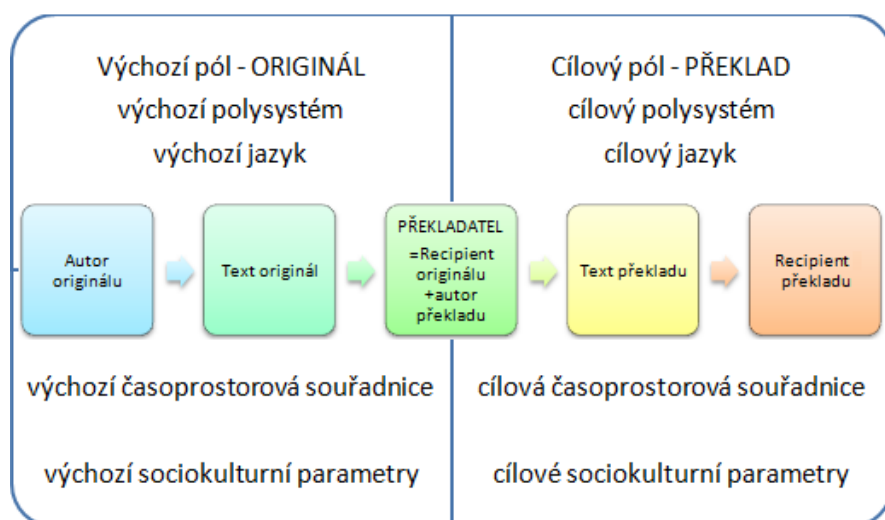 Výchozí pól - ORIGINÁL
výchozí polysystém
výchozí jazyk
Cílový pól - PŘEKLAD
cílový polysystém
cílový jazyk
Autor
originálu
Text originál
PŘEKLADATEL
=Recipient
originálu
+autor
překladu
Text překladu
Recipient
překladu
výchozí časoprostorová souřadnice
výchozí sociokulturní parametry
cílová časoprostorová souřadnice
cílové sociokulturní parametry